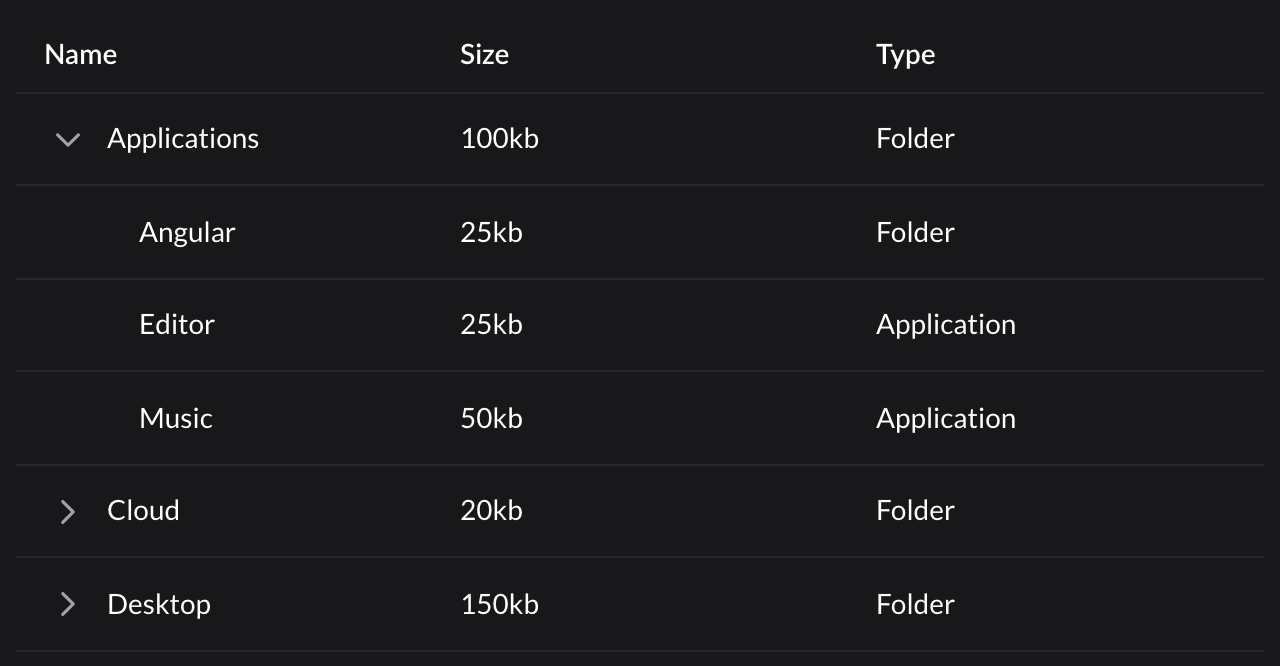 Name Size Type
Applications 100kb Folder
Angular 25kb Folder
Editor 25kb Application
Music 50kb Application
Cloud 20kb Folder
Desktop 150kb Folder